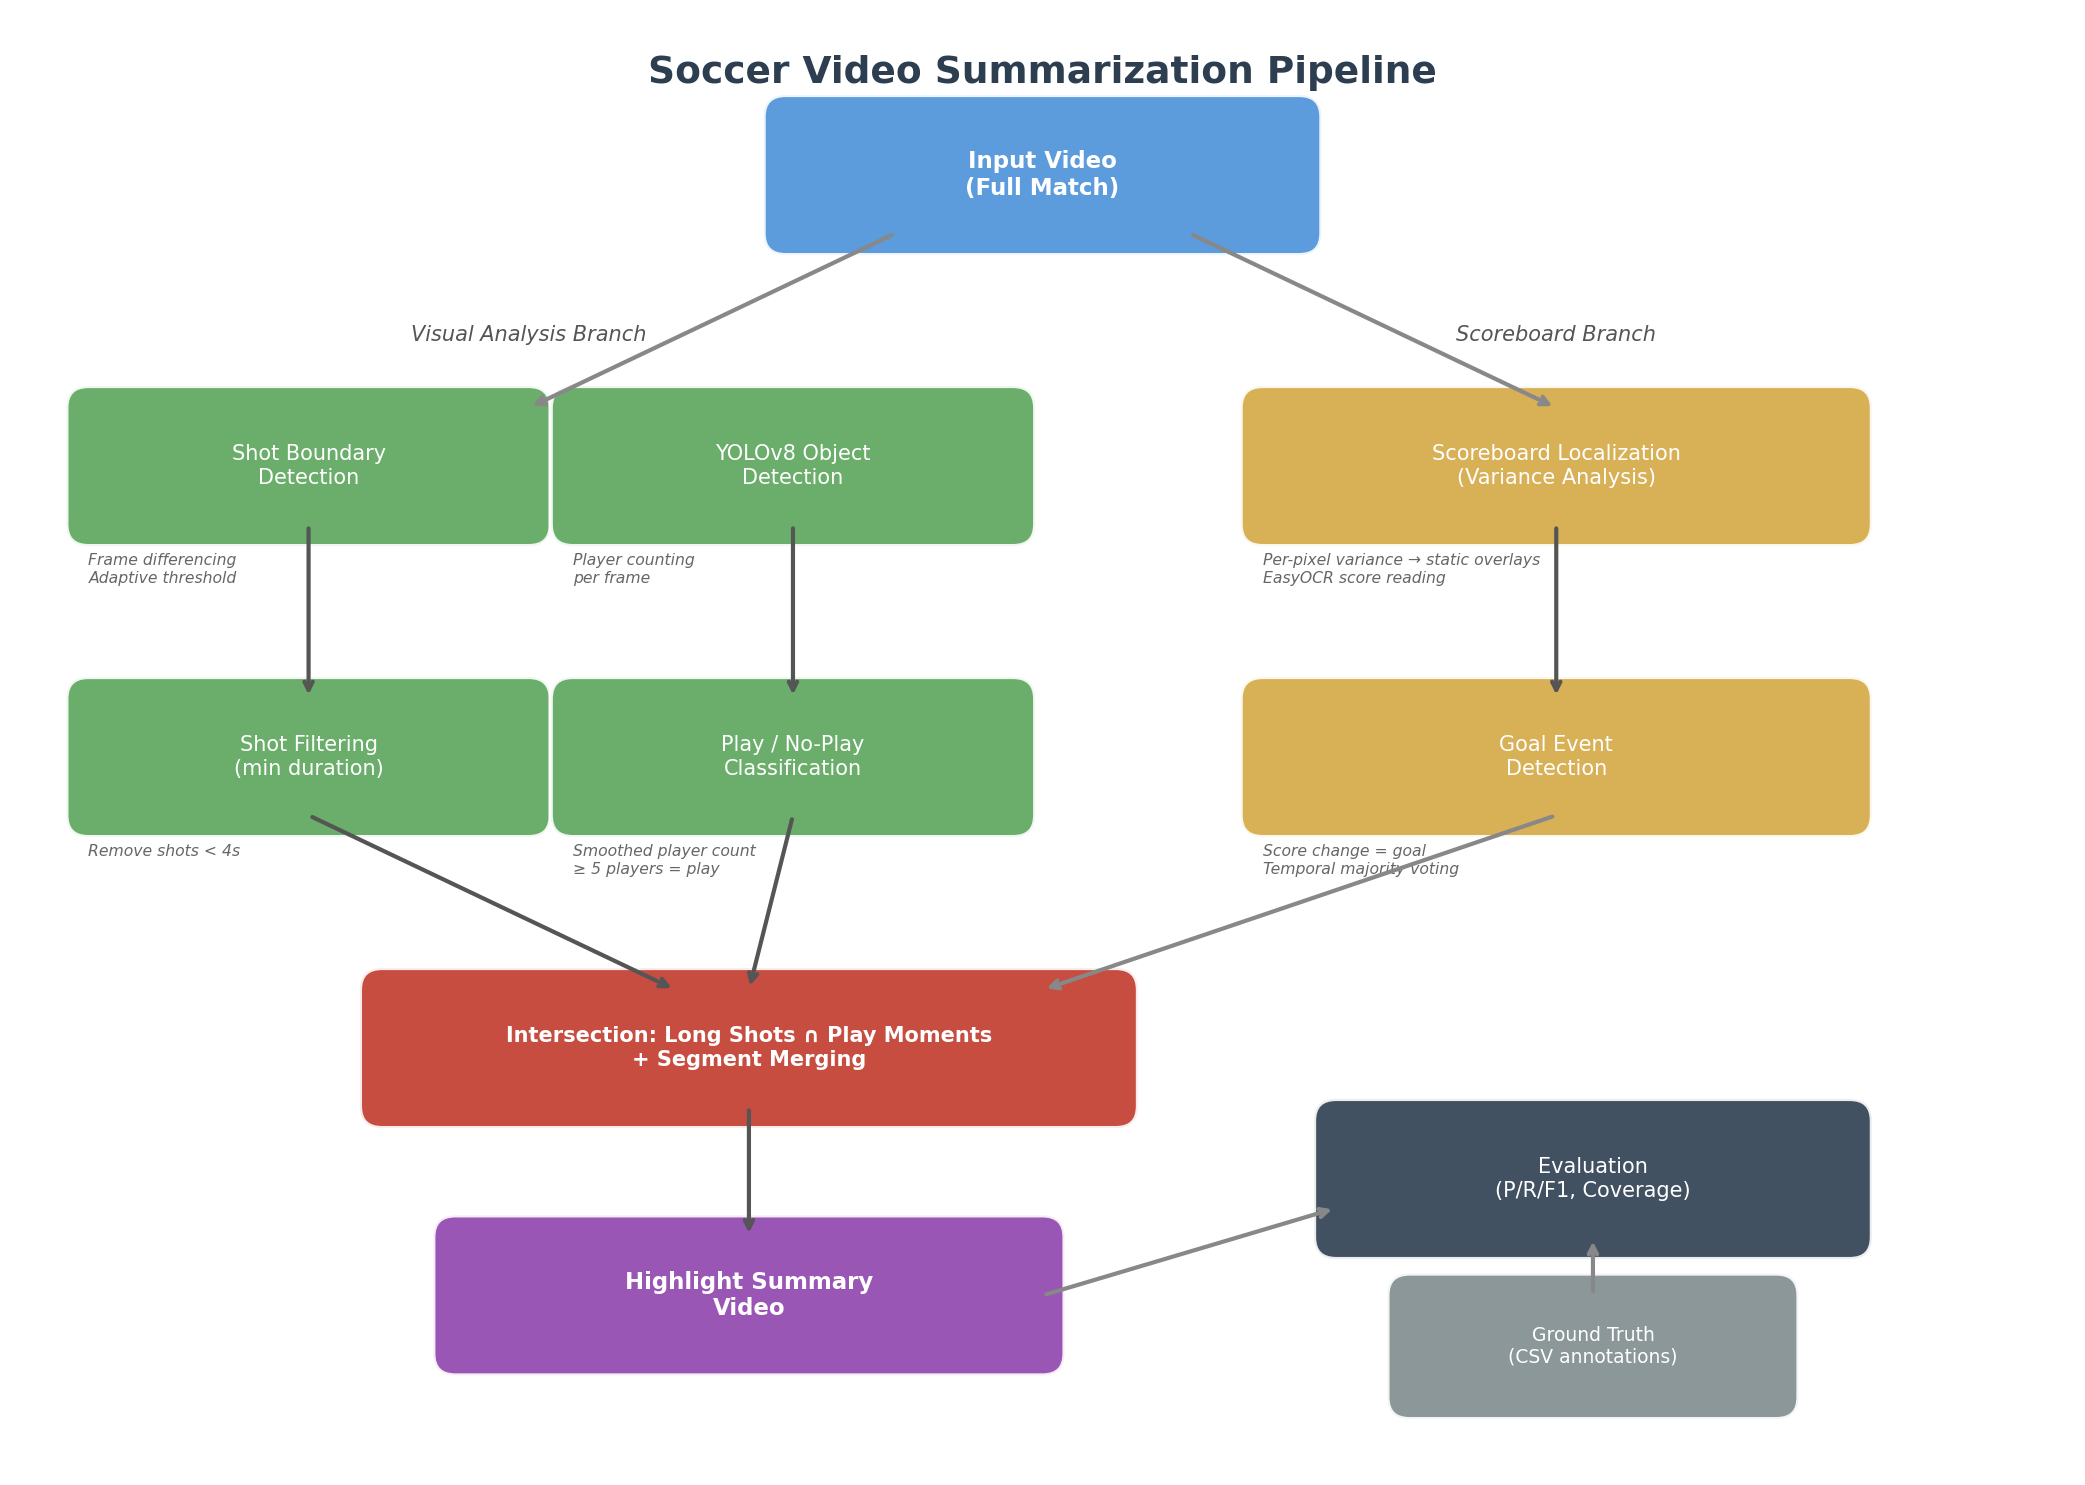 Soccer Video Summarization Pipeline
Input Video
(Full Match)
Visual Analysis Branch
Scoreboard Branch
Shot Boundary
Detection
YOLOv8 Object
Detection
Scoreboard Localization
(Variance Analysis)
Frame differencing
Adaptive threshold
Player counting
per frame
Per-pixel variance → static overlays
EasyOCR score reading
Shot Filtering
(min duration)
Play / No-Play
Classification
Goal Event
Detection
Remove shots < 4s
Smoothed player count
≥ 5 players = play
Score change = goal
Temporal majority voting
Intersection: Long Shots ∩ Play Moments
+ Segment Merging
Evaluation
(P/R/F1, Coverage)
Highlight Summary
Video
Ground Truth
(CSV annotations)